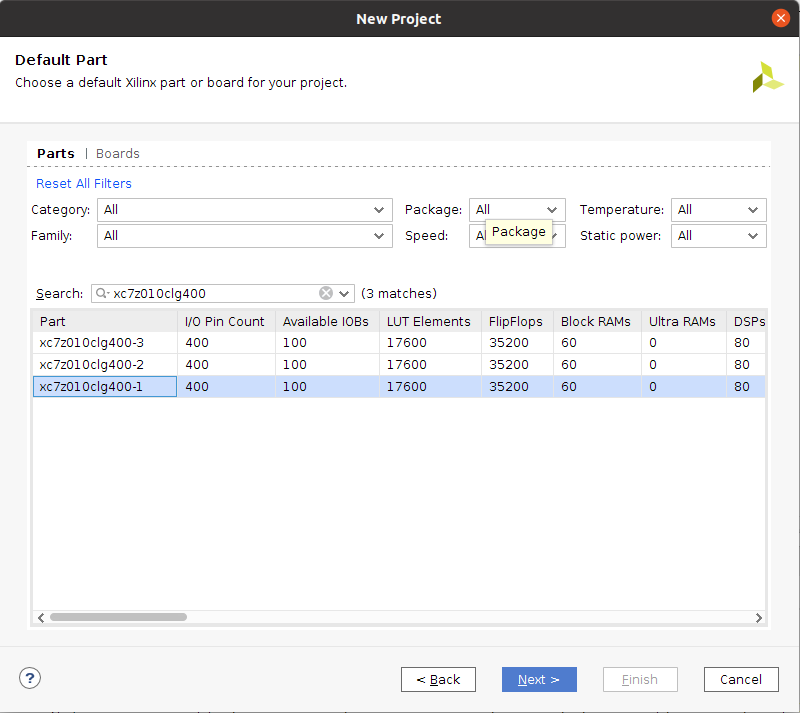 New Project
Default Part
Choose a default Xilinx part or board for your project.
Parts | Boards
Reset All Filters
Category: All Package: All Temperature: All
Family: All Speed: Al Static power: All
Package
Search: xc7z010clg400 (3 matches)
Part I/O Pin Count Available IOBs LUT Elements FlipFlops Block RAMs Ultra RAMs DSPs
xc7z010clg400-3 400 100 17600 35200 60 0 80
xc7z010clg400-2 400 100 17600 35200 60 0 80
xc7z010clg400-1 400 100 17600 35200 60 0 80
? < Back Next > Finish Cancel